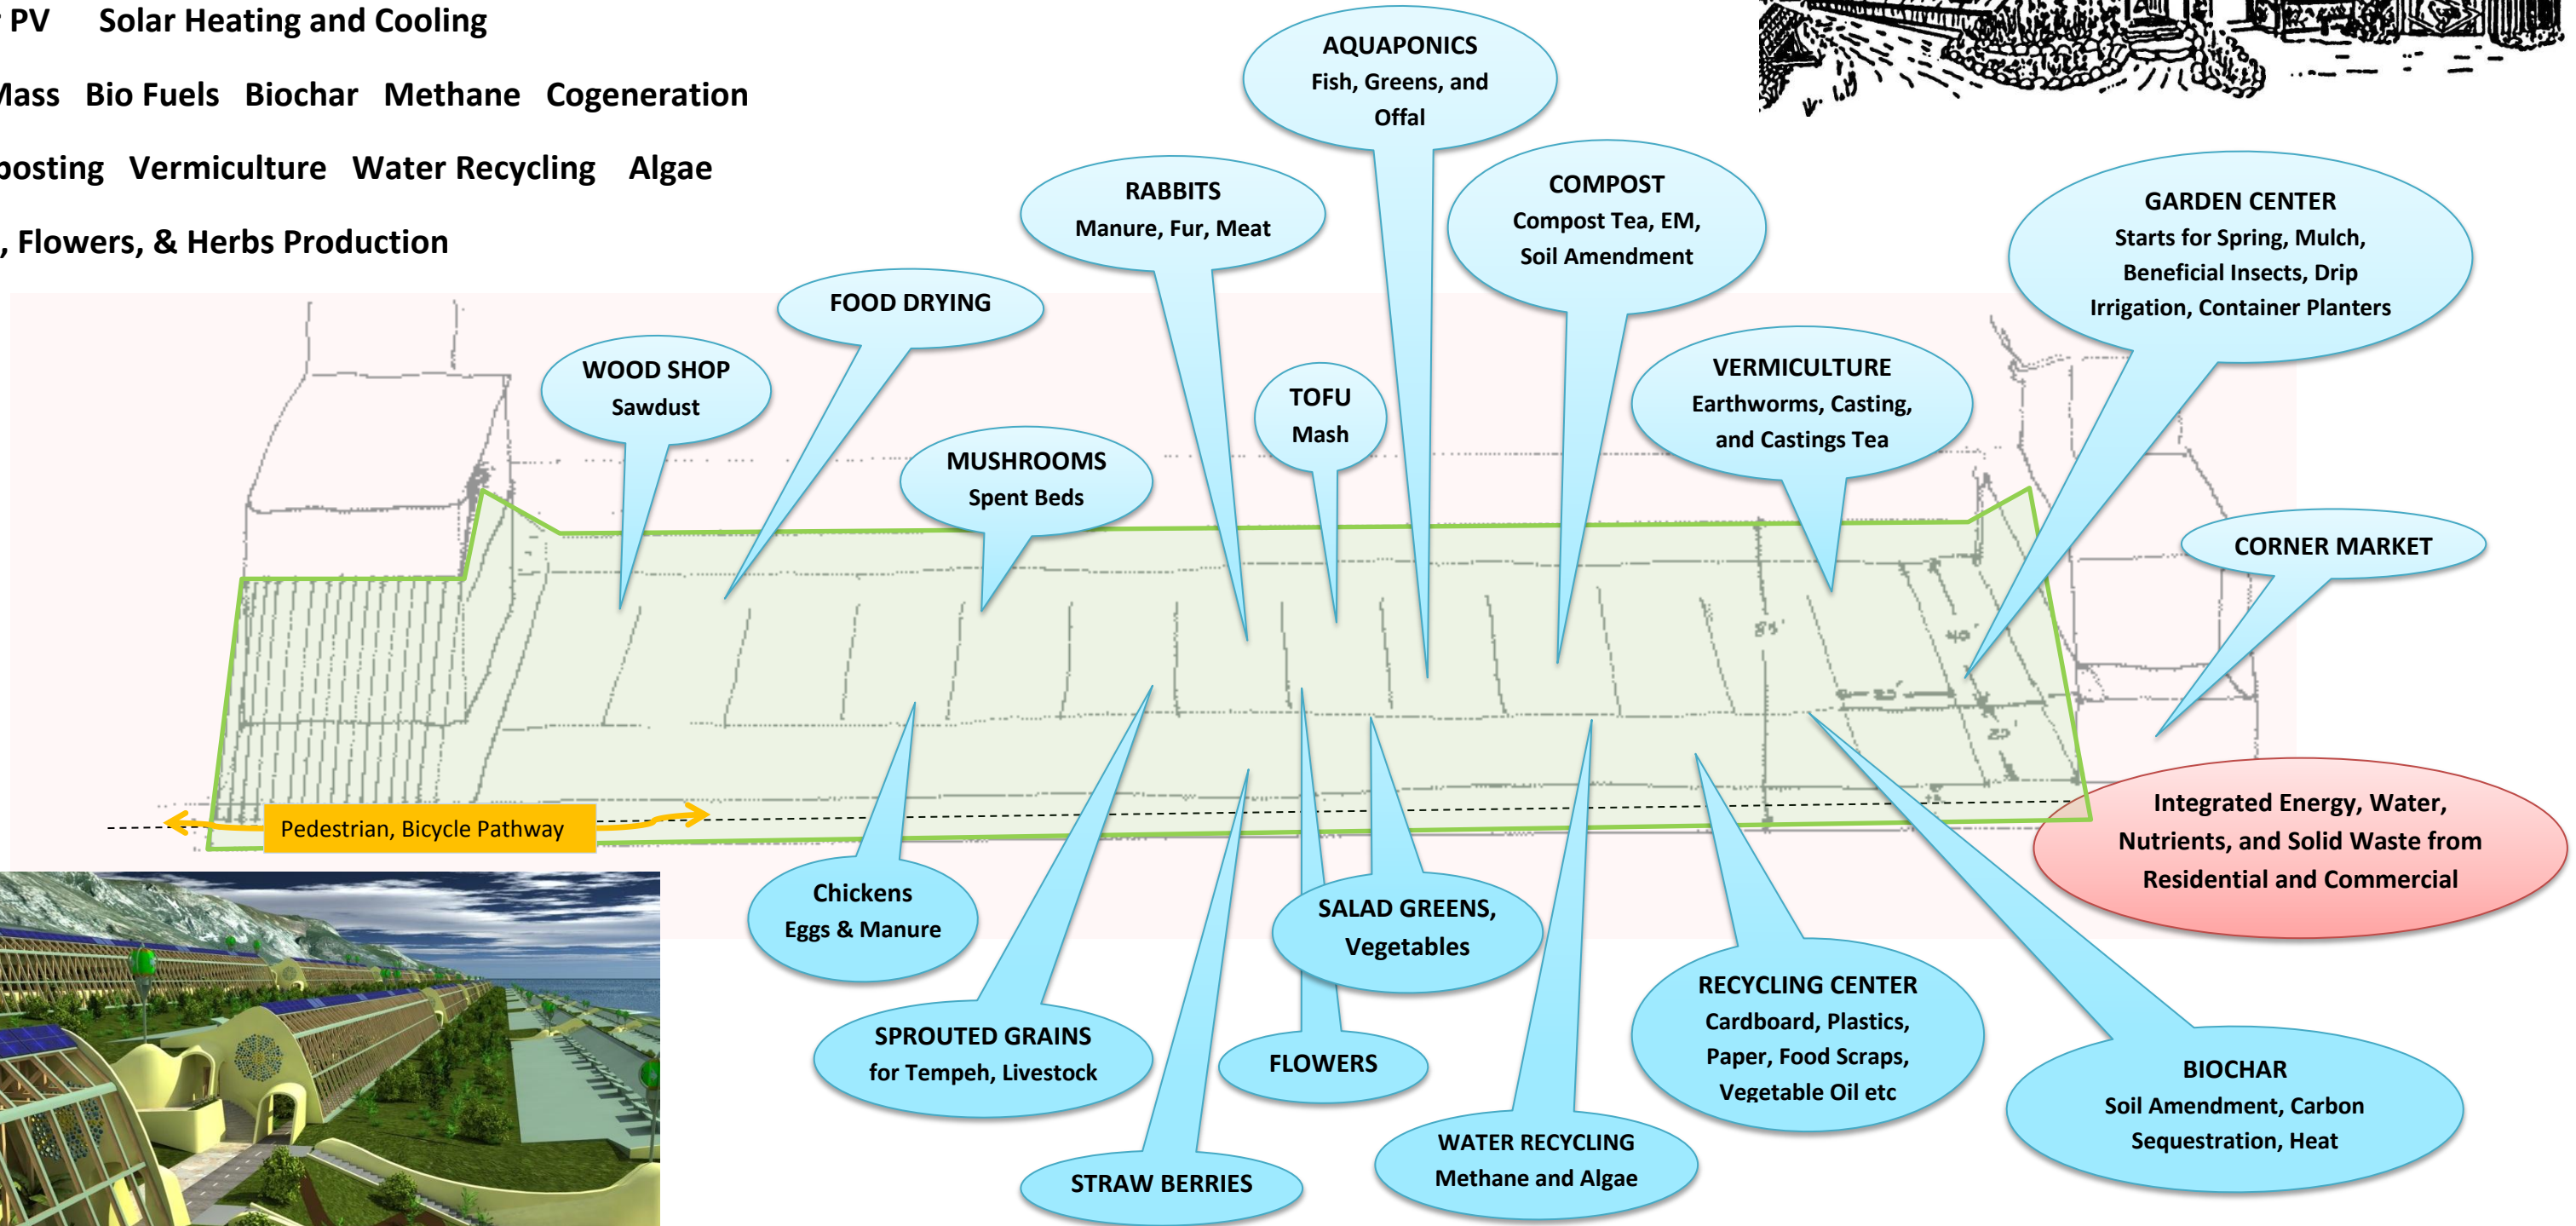 PV Solar Heating and Cooling
Mass Bio Fuels Biochar Methane Cogeneration
posting Vermiculture Water Recycling Algae
, Flowers, & Herbs Production
AQUAPONICS
Fish, Greens, and
Offal
RABBITS
Manure, Fur, Meat
COMPOST
Compost Tea, EM,
Soil Amendment
GARDEN CENTER
Starts for Spring, Mulch,
Beneficial Insects, Drip
Irrigation, Container Planters
FOOD DRYING
WOOD SHOP
Sawdust
TOFU
Mash
VERMICULTURE
Earthworms, Casting,
and Castings Tea
MUSHROOMS
Spent Beds
CORNER MARKET
85'
40'
Pedestrian, Bicycle Pathway
Integrated Energy, Water,
Nutrients, and Solid Waste from
Residential and Commercial
Chickens
Eggs & Manure
SALAD GREENS,
Vegetables
SPROUTED GRAINS
for Tempeh, Livestock
FLOWERS
RECYCLING CENTER
Cardboard, Plastics,
Paper, Food Scraps,
Vegetable Oil etc
BIOCHAR
Soil Amendment, Carbon
Sequestration, Heat
STRAW BERRIES
WATER RECYCLING
Methane and Algae